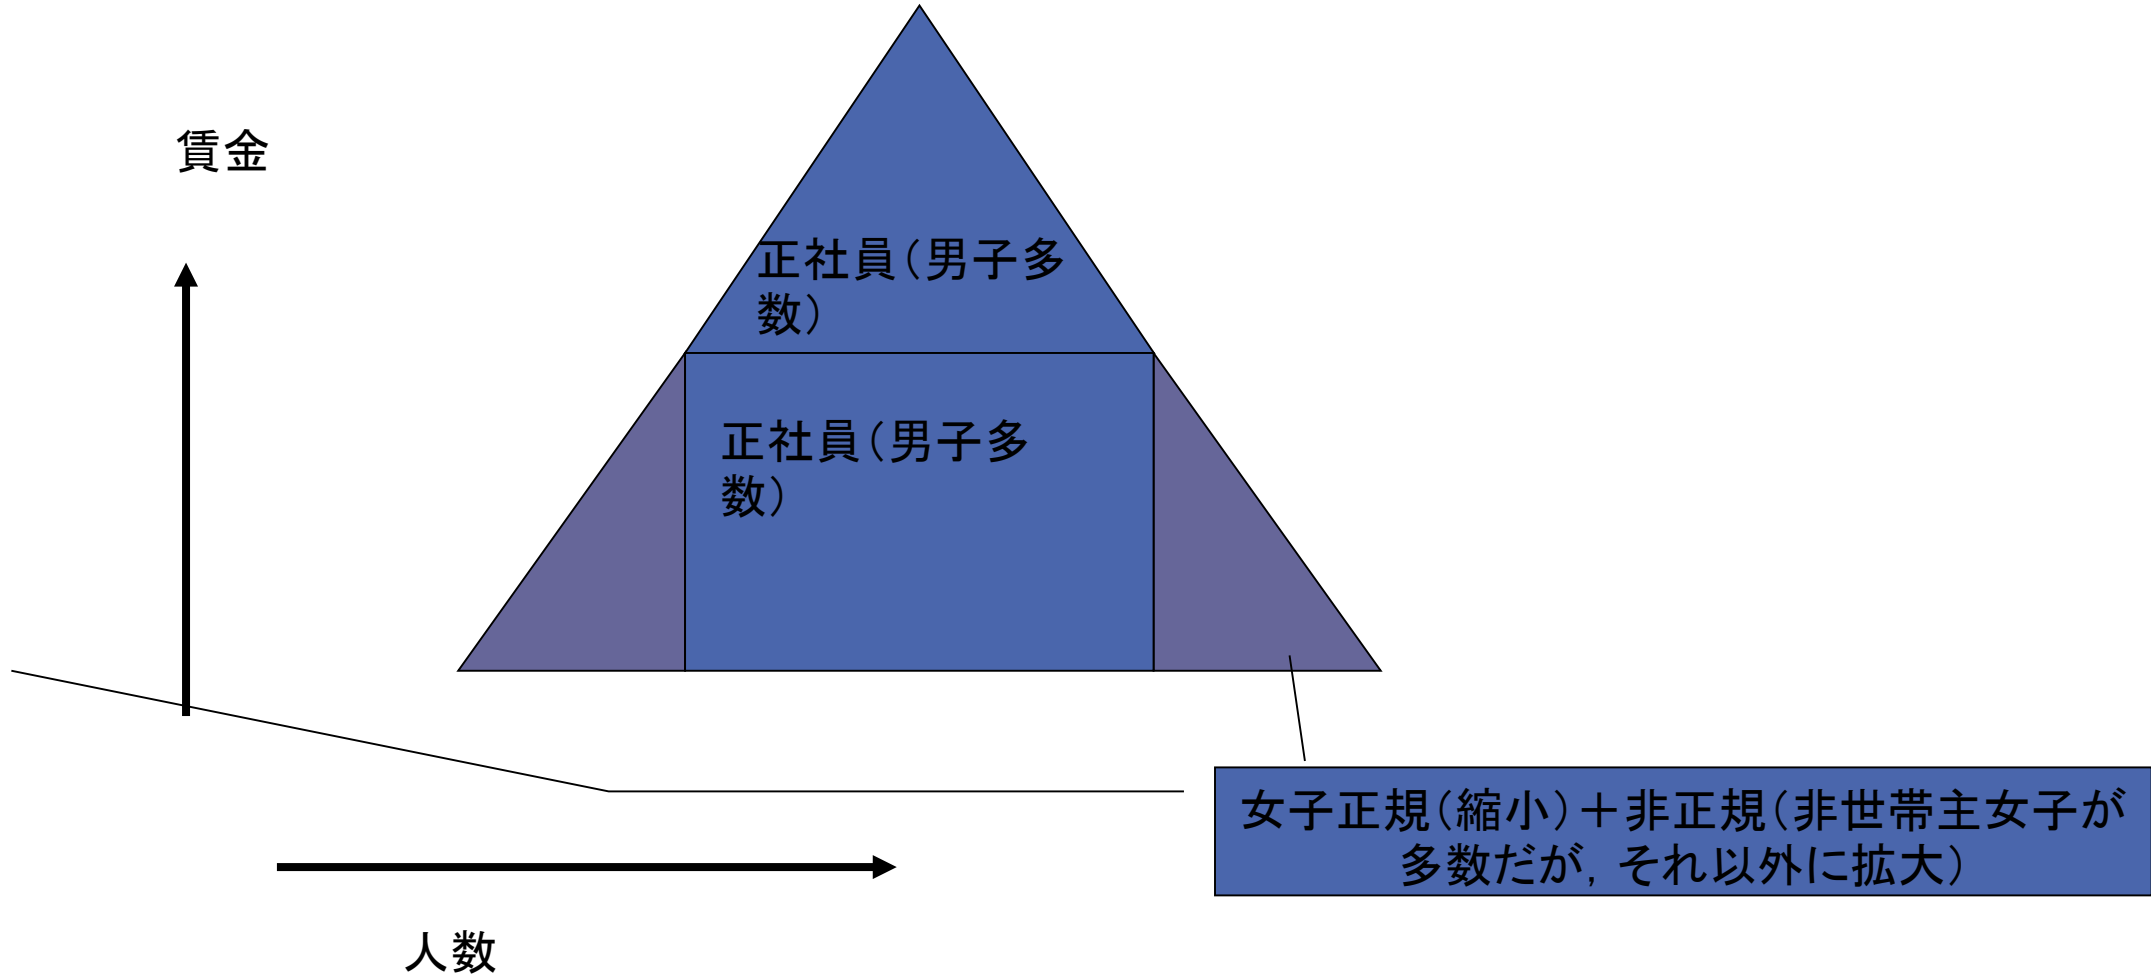 賃金
正社員(男子多
数)
正社員(男子多
数)
女子正規(縮小)+非正規(非世帯主女子が
多数だが,それ以外に拡大)
人数